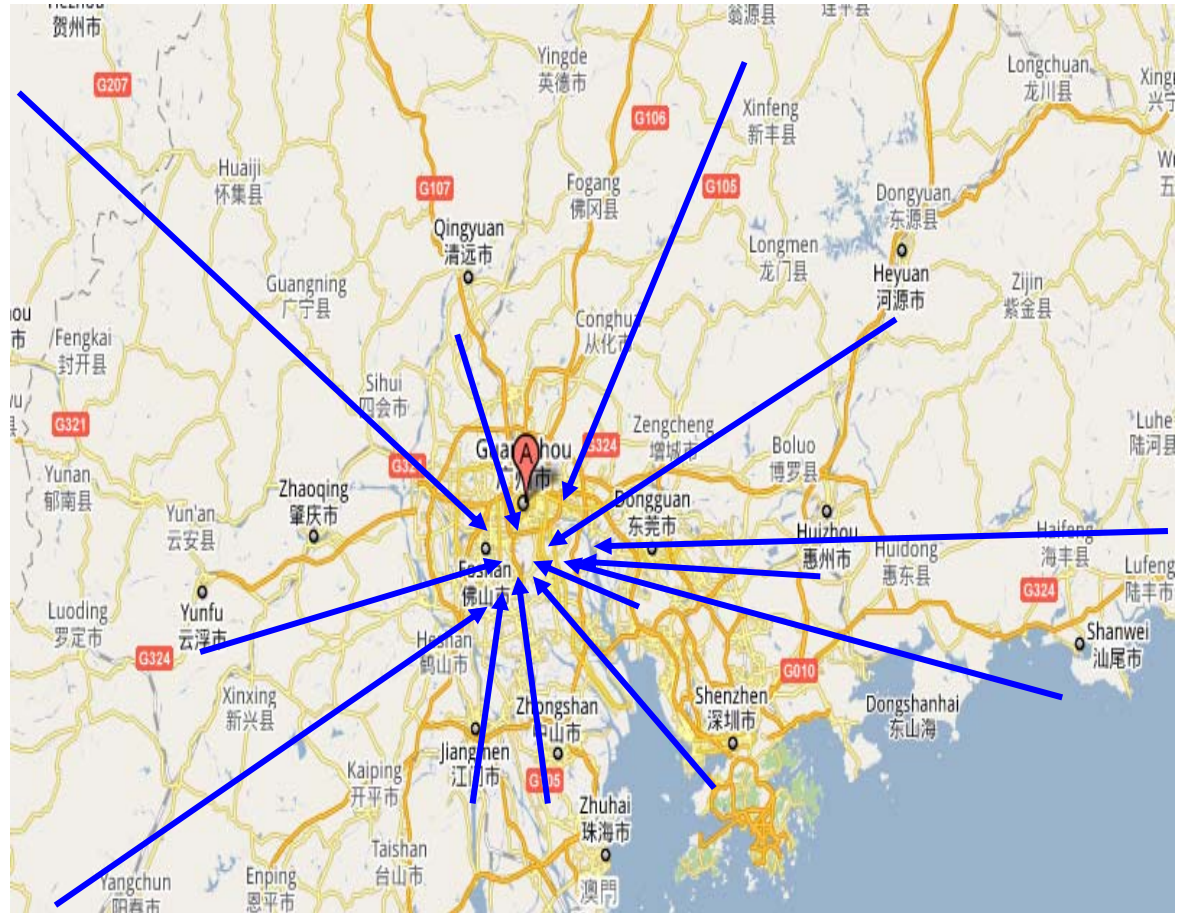 贺州市
翁源县
Yingde
英德市
Longchuan
龙川县
G207
Xinfeng
新丰县
G106
Huaiji
怀集县
G107
Fogang
佛冈县
G105
Dongyuan
东源县
Qingyuan
清远市
Longmen
龙门县
Heyuan
河源市
Guangning
广宁县
Zijin
紫金县
Fengkai
封开县
Conghua
从化市
Sihui
四会市
G321
Zengcheng
增城市
Luhe
陆河县
A
G324
Boluo
博罗县
Yunan
郁南县
Zhaoqing
肇庆市
Dongguan
东莞市
Yun'an
云安县
Huizhou
惠州市
Haifeng
海丰县
Huidong
惠东县
Foshan
佛山市
Lufeng
陆丰市
G324
Yunfu
云浮市
Luoding
罗定市
Heshan
鹤山市
Shanwei
汕尾市
G324
G010
Xinxing
新兴县
Shenzhen
深圳市
Dongshanhai
东山海
Zhongshan
中山市
Jiangmen
江门市
Kaiping
开平市
G105
Zhuhai
珠海市
Taishan
台山市
Yangchun
阳春市
Enping
恩平市
澳門